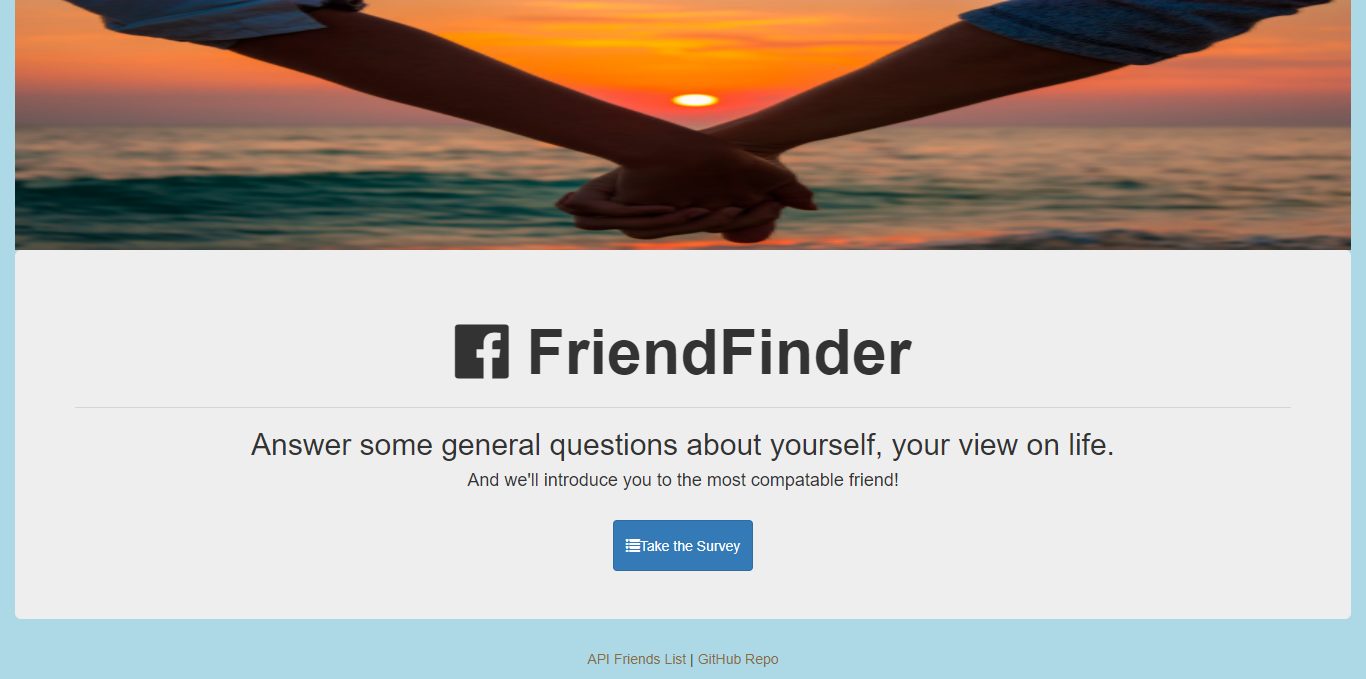 FriendFinder
Answer some general questions about yourself, your view on life.
And we'll introduce you to the most compatable friend!
Take the Survey
API Friends List | GitHub Repo